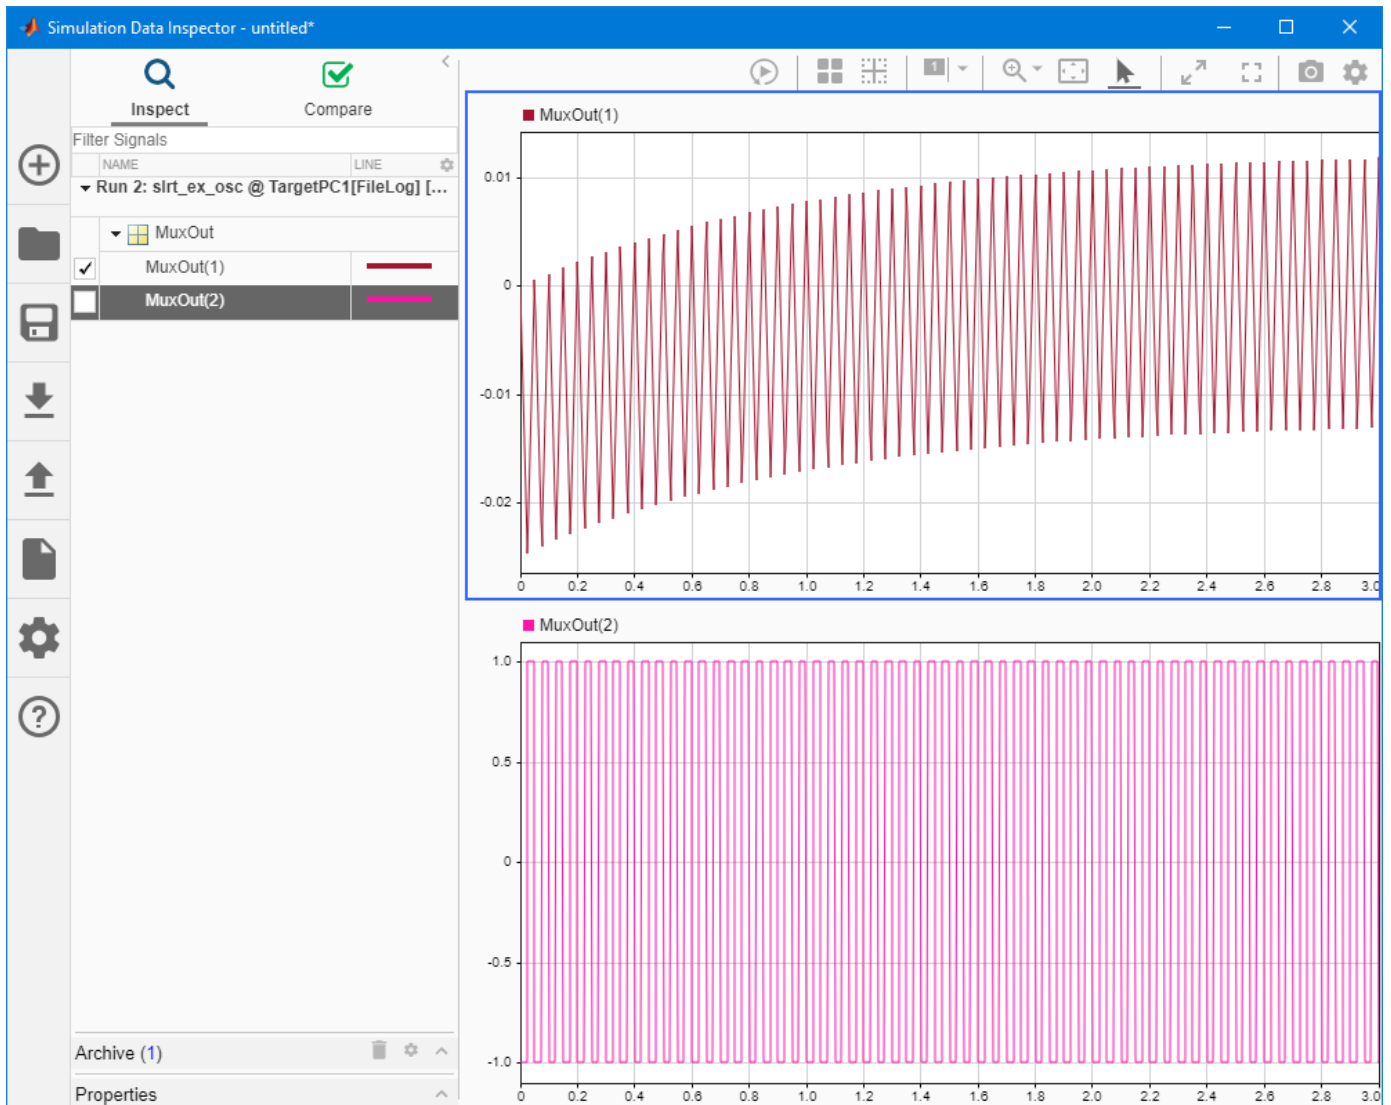 Simulation Data Inspector - untitled*
Inspect
Compare
1
Filter Signals
NAME
LINE
Run 2: slrt_ex_osc @ TargetPC1[FileLog] [...
MuxOut
MuxOut(1)
MuxOut(2)
Archive (1)
Properties
MuxOut(1)
0.01
0
-0.01
-0.02
0 0.2 0.4 0.6 0.8 1.0 1.2 1.4 1.6 1.8 2.0 2.2 2.4 2.6 2.8 3.0
MuxOut(2)
1.0
0.5
0
-0.5
-1.0
0 0.2 0.4 0.6 0.8 1.0 1.2 1.4 1.6 1.8 2.0 2.2 2.4 2.6 2.8 3.0